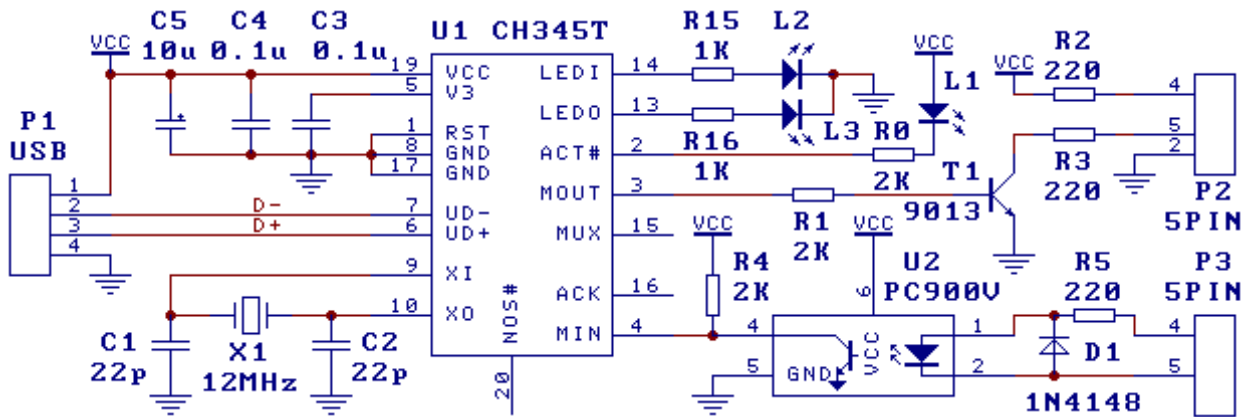 C5 C4 C3 U1 CH345T R15 L2 R2
VCC 10u 0.1u 0.1u 1K VCC VCC 220
19 VCC LEDI 14 4
5 V3 L1
P1 LEDO 13 5
USB 1 RST L3 R0 2
8 GND ACT# 2 R16 R3
17 GND 1K 2K T1 220 P2
1 MOUT 3 9013 5PIN
2 D- 7 UD- R1
3 D+ 6 UD+ MUX 15 VCC 2K VCC
4 U2 R5 P3
9 XI R4 6 PC900V 220 5PIN
NOS# ACK 16 2K
10 XO MIN 4 4 VCC 1 4
C1 X1 C2 5 GND 2 D1 5
22p 12MHz 22p 20 1N4148